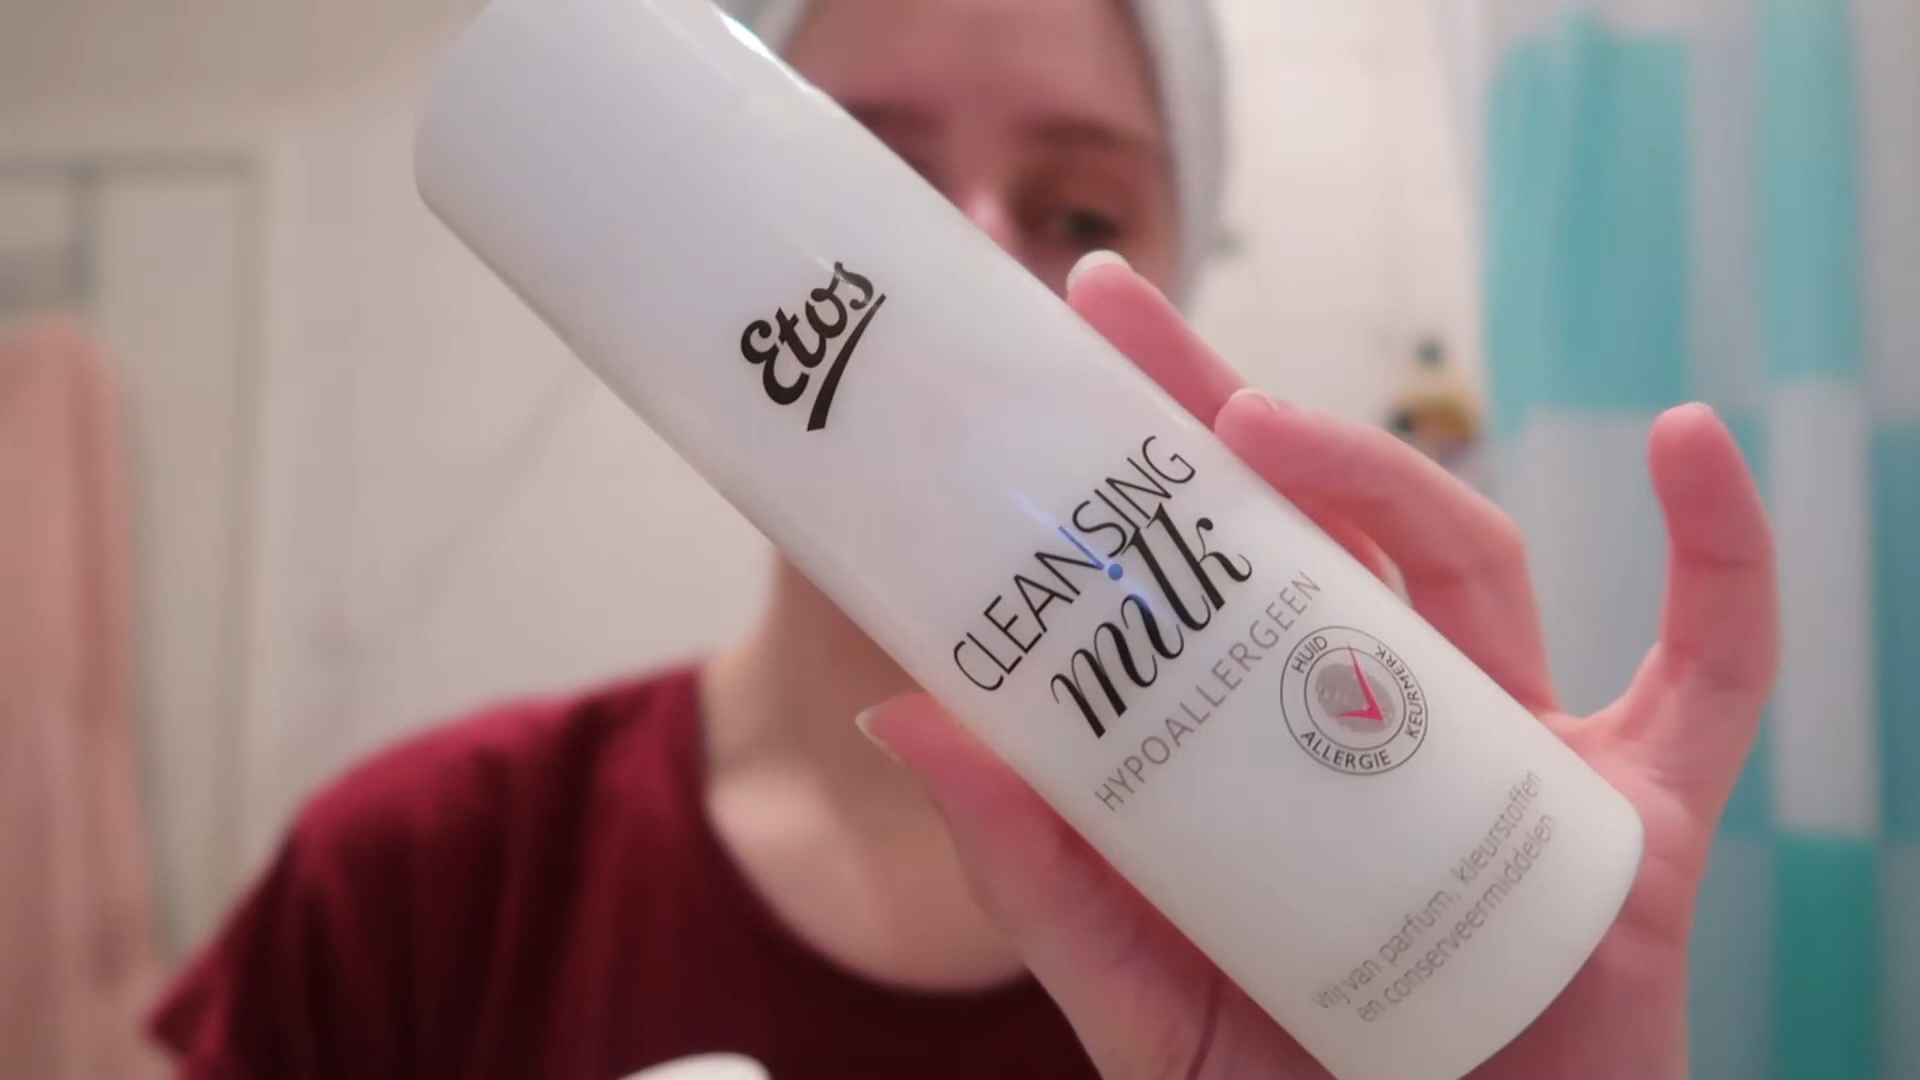 Etos
CLEANSING
milk
HYPOALLERGEEN
HUID
ALLERGIE
KEURMERK
Vrij van parfum, kleurstoffen
en conserveermiddelen